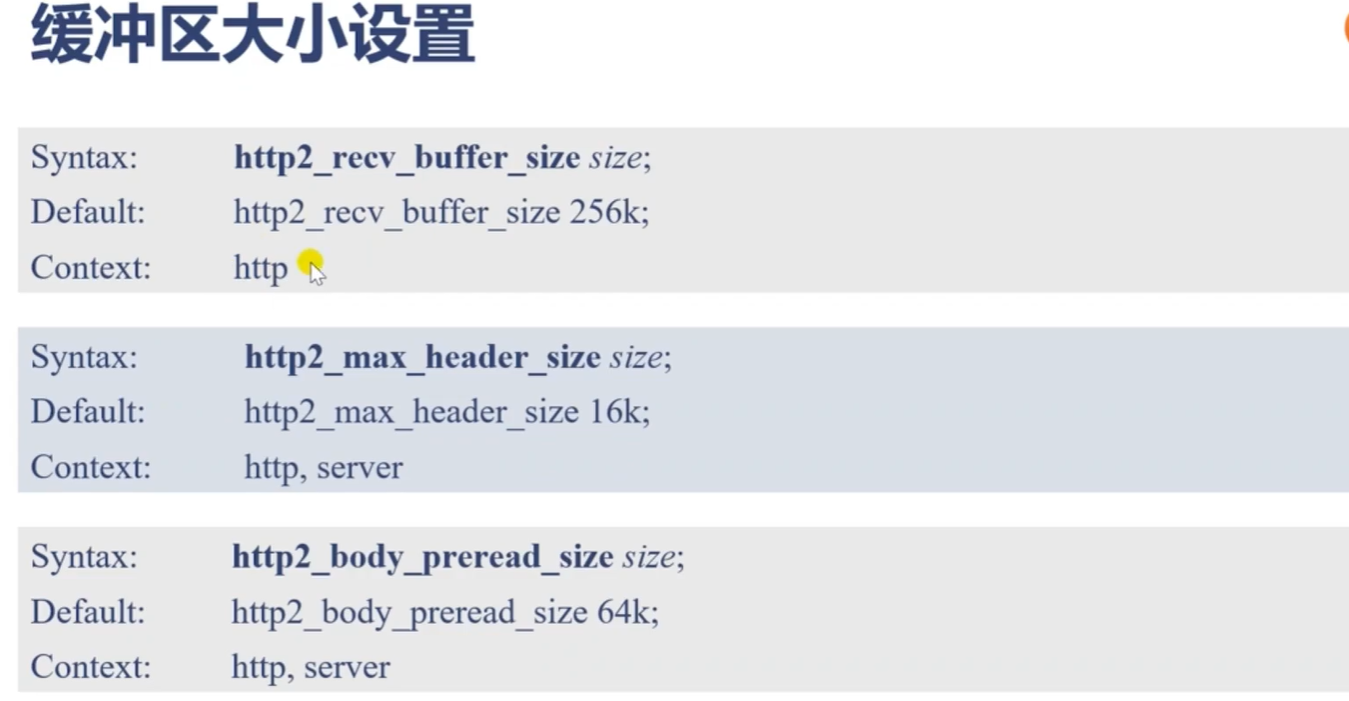 缓冲区大小设置
Syntax: http2_recv_buffer_size size;
Default: http2_recv_buffer_size 256k;
Context: http
Syntax: http2_max_header_size size;
Default: http2_max_header_size 16k;
Context: http, server
Syntax: http2_body_preread_size size;
Default: http2_body_preread_size 64k;
Context: http, server